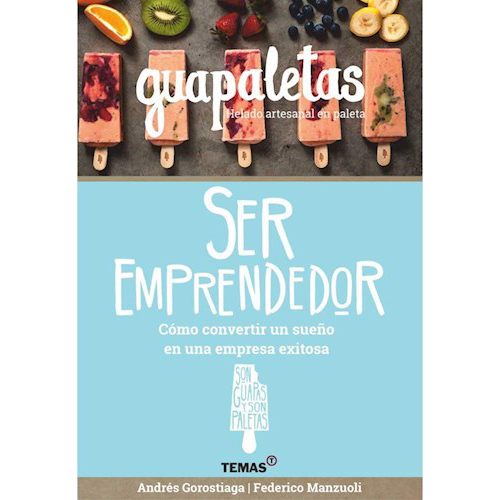 guapaletas
Helado artesanal en paleta
SER
EMPRENDEDOR
Cómo convertir un sueño
en una empresa exitosa
SON
GUAPAS
Y SON
PALETAS
TEMAS T
Andrés Gorostiaga | Federico Manzuoli